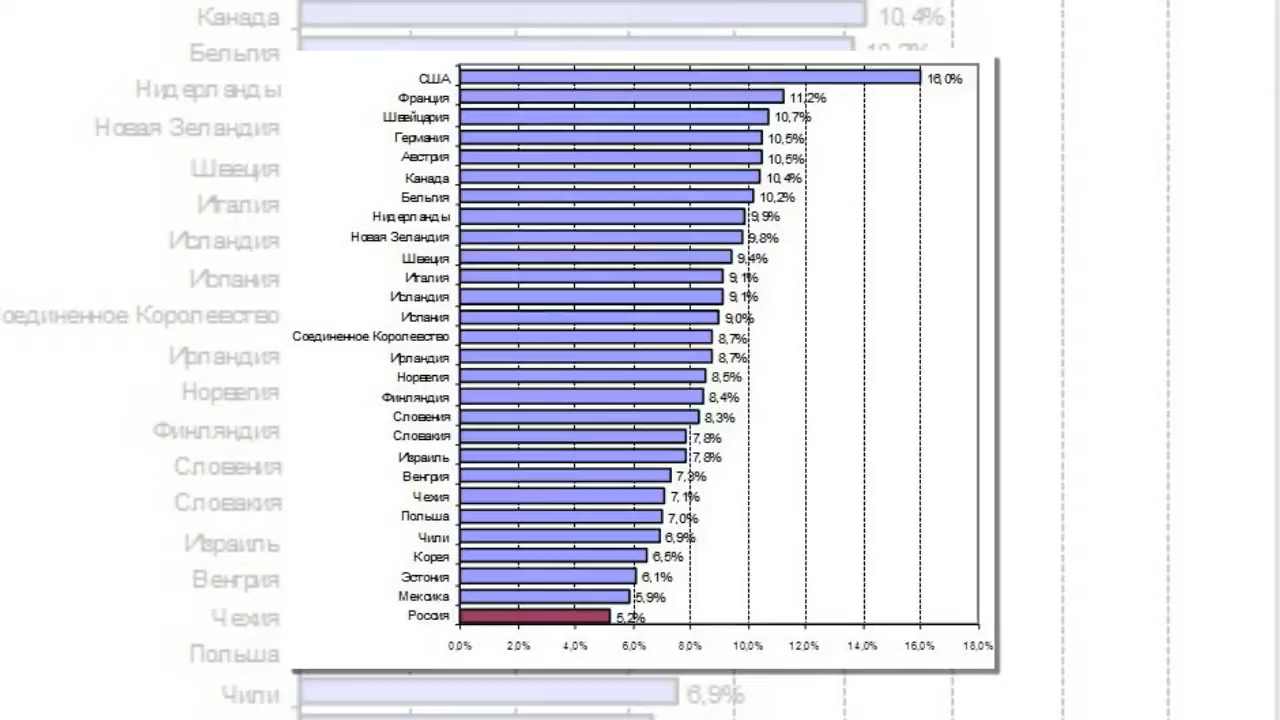 Канада 10,4%
Бельгия
Нидерланды
Новая Зеландия
Швеция
Италия
Исландия
Испания
оединенное Королевство
Ирландия
Норвегия
Финляндия
Словения
Словакия
Израиль
Венгрия
Чехия
Польша
Чили 6,9%
США 16,0%
Франция 11,2%
Швейцария 10,7%
Германия 10,5%
Австрия 10,5%
Канада 10,4%
Бельгия 10,2%
Нидерланды 9,9%
Новая Зеландия 9,8%
Швеция 9,4%
Италия 9,1%
Исландия 9,1%
Испания 9,0%
Соединенное Королевство 8,7%
Ирландия 8,7%
Норвегия 8,5%
Финляндия 8,4%
Словения 8,3%
Словакия 7,8%
Израиль 7,8%
Венгрия 7,3%
Чехия 7,1%
Польша 7,0%
Чили 6,9%
Корея 6,5%
Эстония 6,1%
Мексика 5,9%
Россия 5,2%
0,0% 2,0% 4,0% 6,0% 8,0% 10,0% 12,0% 14,0% 16,0% 18,0%